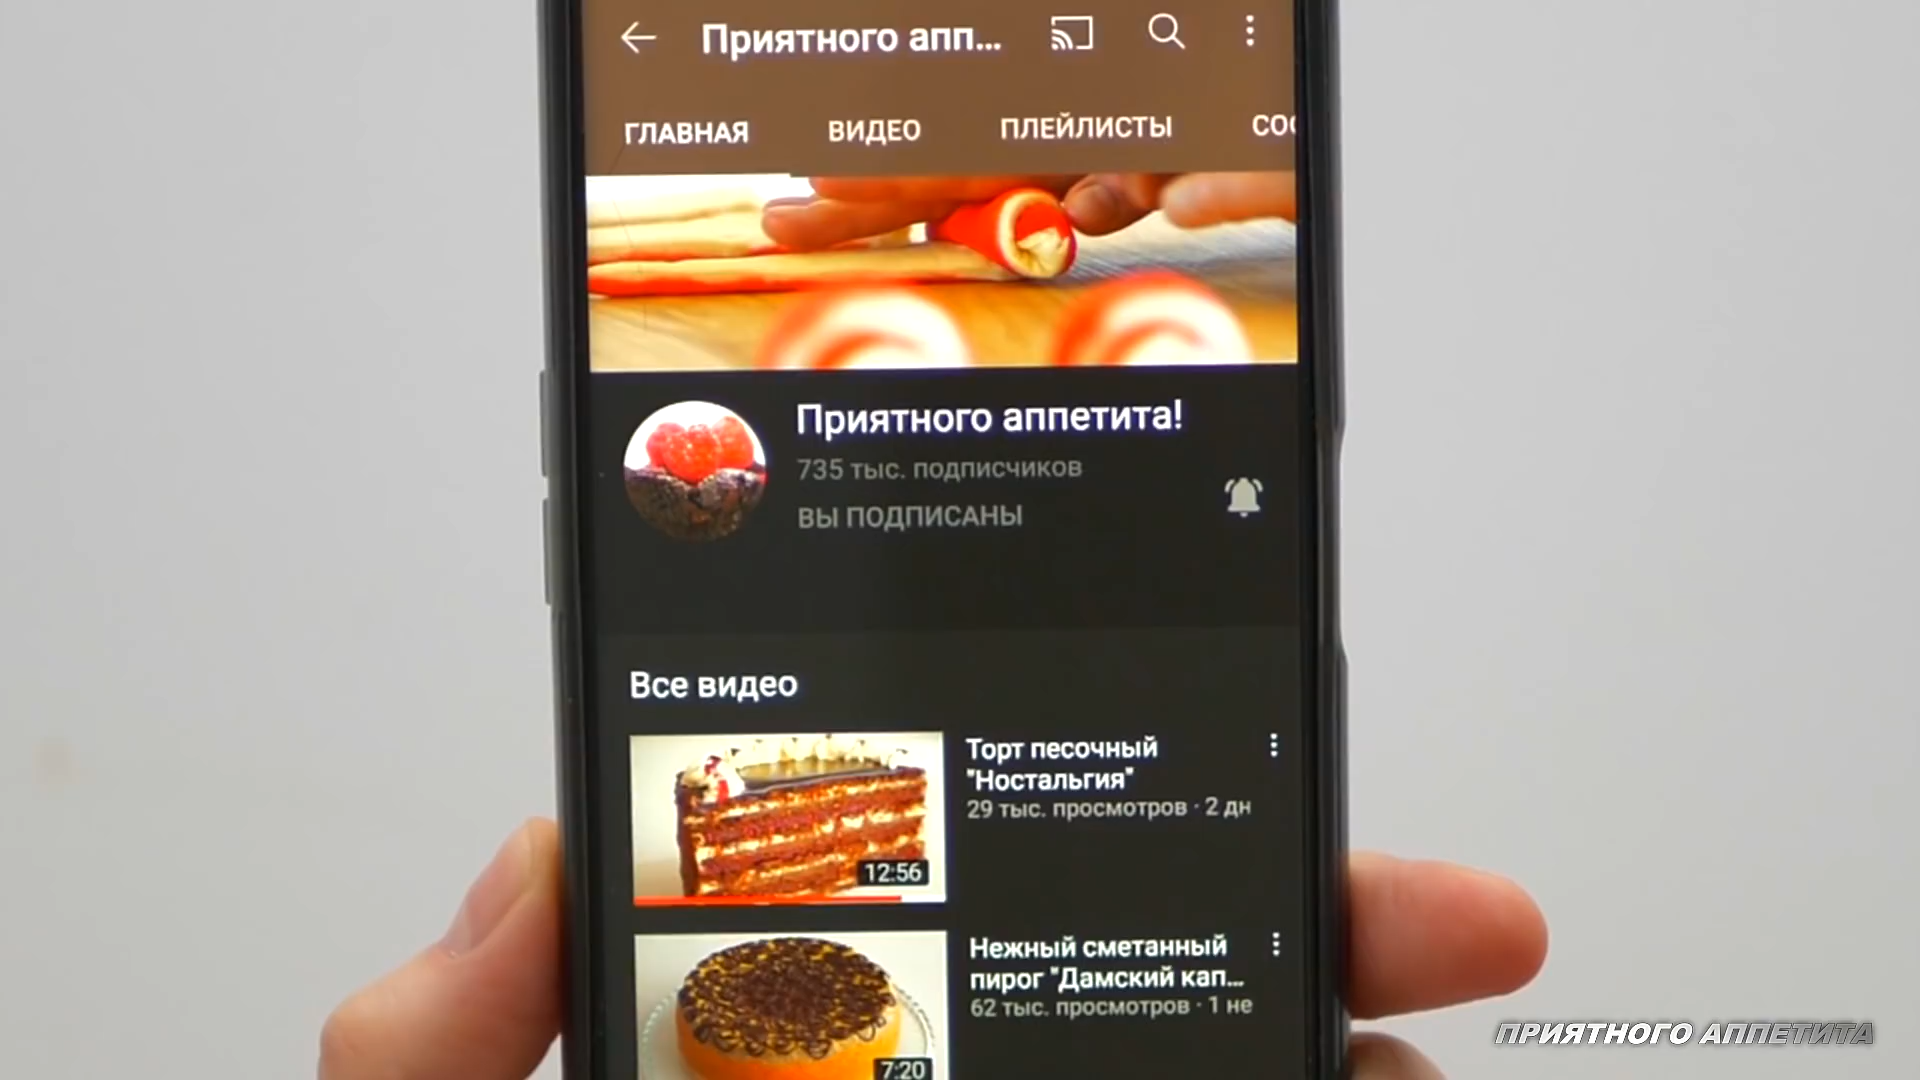 Приятного апп...
ГЛАВНАЯ ВИДЕО ПЛЕЙЛИСТЫ СОО
Приятного аппетита!
735 тыс. подписчиков
ВЫ ПОДПИСАНЫ
Все видео
Торт песочный
"Ностальгия"
29 тыс. просмотров · 2 дн
12:56
Нежный сметанный
пирог "Дамский кап...
62 тыс. просмотров · 1 не
7:20
ПРИЯТНОГО АППЕТИТА